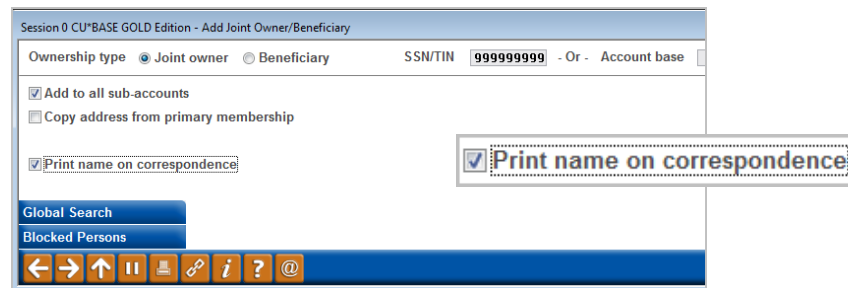 Session 0 CU*BASE GOLD Edition - Add Joint Owner/Beneficiary
Ownership type Joint owner Beneficiary SSN/TIN 999999999 - Or - Account base
Add to all sub-accounts
Copy address from primary membership
Print name on correspondence
Print name on correspondence
Global Search
Blocked Persons
i ? @